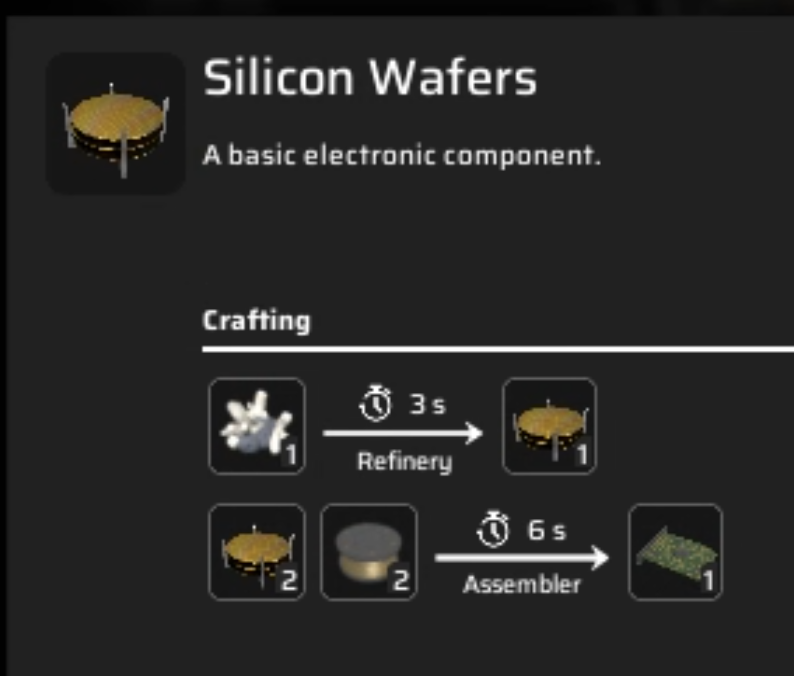 Silicon Wafers
A basic electronic component.
Crafting
3 s
1
Refinery
1
6 s
2
2
Assembler
1